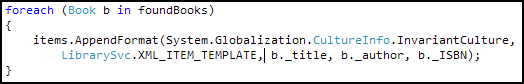 foreach (Book b in foundBooks)
{
items.AppendFormat(System.Globalization.CultureInfo.InvariantCulture,
LibrarySvc.XML_ITEM_TEMPLATE, b._title, b._author, b._ISBN);
}